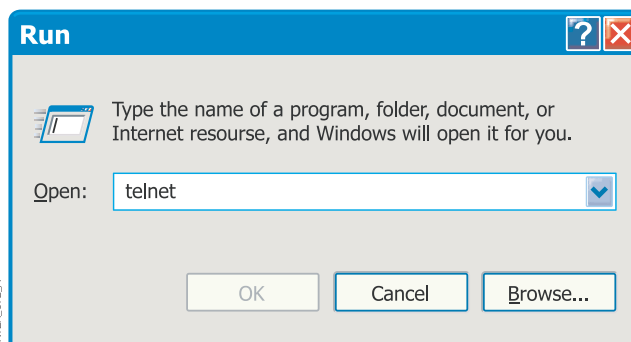 Run
Type the name of a program, folder, document, or
Internet resourse, and Windows will open it for you.
Open: telnet
OK Cancel Browse...